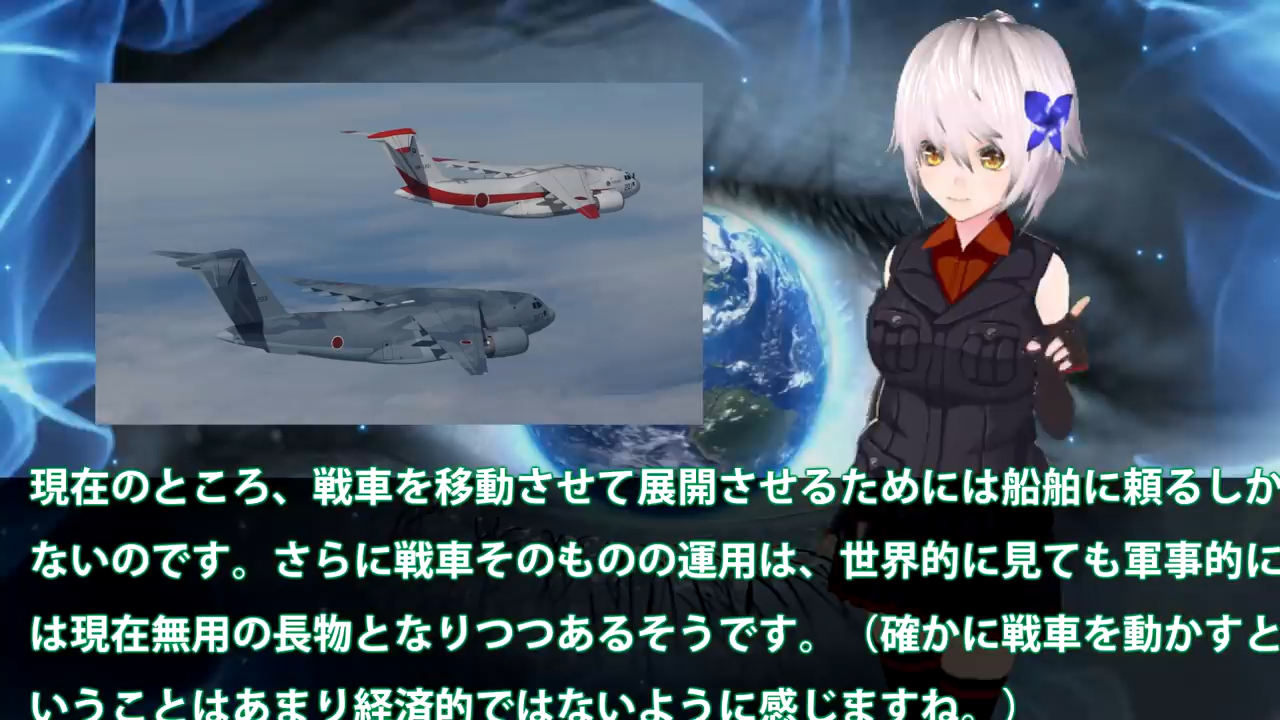 現在のところ、戦車を移動させて展開させるためには船舶に頼るしか
ないのです。さらに戦車そのものの運用は、世界的に見ても軍事的に
は現在無用の長物となりつつあるそうです。（確かに戦車を動かすと
いうことはあまり経済的ではないように感じますね。）